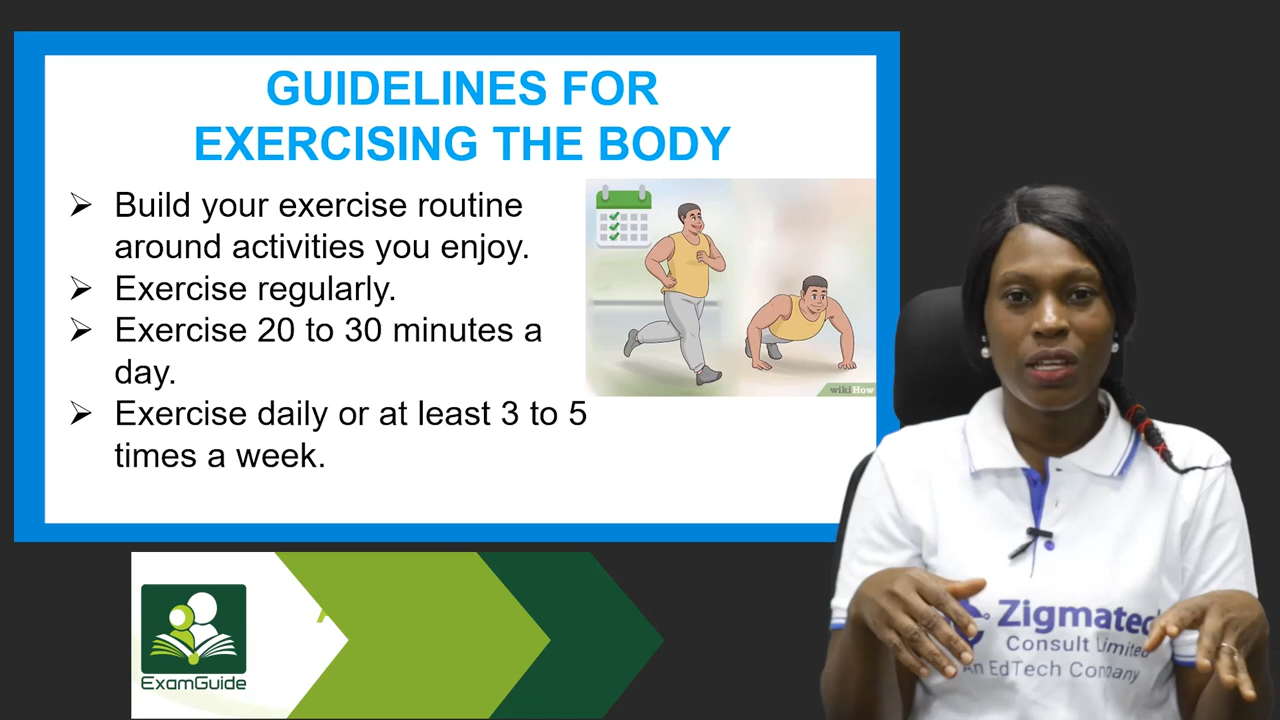 GUIDELINES FOR
EXERCISING THE BODY
➢ Build your exercise routine
around activities you enjoy.
➢ Exercise regularly.
➢ Exercise 20 to 30 minutes a
day.
➢ Exercise daily or at least 3 to 5
times a week.
wikiHow
ExamGuide
Consult Limited
An EdTech Company